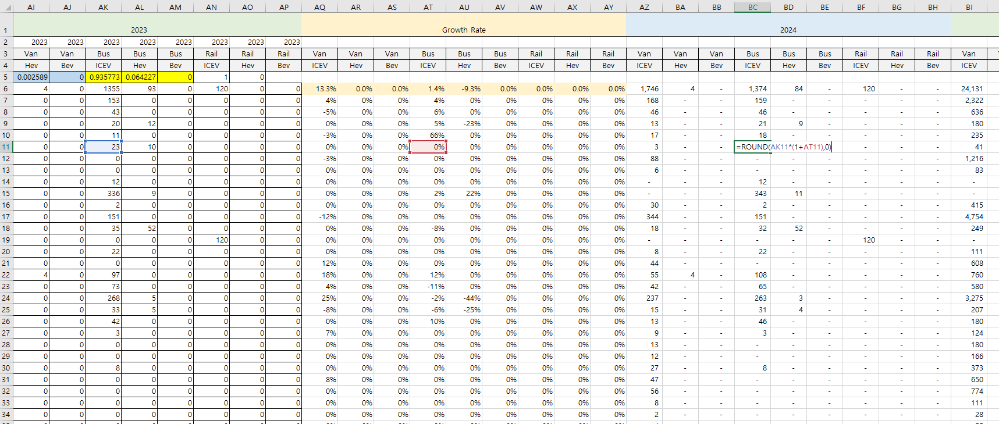 AI AJ AK AL AM AN AO AP AQ AR AS AT AU AV AW AX AY AZ BA BB BC BD BE BF BG BH BI
1 2023 Growth Rate 2024
2 2023 2023 2023 2023 2023 2023 2023 2023
3 Van Van Bus Bus Bus Rail Rail Rail Van Van Van Bus Bus Bus Rail Rail Rail Van Van Van Bus Bus Bus Rail Rail Rail Van
4 Hev Bev ICEV Hev Bev ICEV Hev Bev ICEV Hev Bev ICEV Hev Bev ICEV Hev Bev ICEV Hev Bev ICEV Hev Bev ICEV Hev Bev ICEV
5 0.002589 0 0.935773 0.064227 0 1 0
6 4 0 1355 93 0 120 0 0 13.3% 0.0% 0.0% 1.4% -9.3% 0.0% 0.0% 0.0% 0.0% 1,746 4 - 1,374 84 - 120 - - 24,131
7 0 0 153 0 0 0 0 0 4% 0% 0% 4% 0% 0% 0% 0% 0% 168 - - 159 - - - - - 2,322
8 0 0 43 0 0 0 0 0 -5% 0% 0% 6% 0% 0% 0% 0% 0% 46 - - 46 - - - - - 636
9 0 0 20 12 0 0 0 0 0% 0% 0% 5% -23% 0% 0% 0% 0% 13 - - 21 9 - - - - 180
10 0 0 11 0 0 0 0 0 -3% 0% 0% 66% 0% 0% 0% 0% 0% 17 - - 18 - - - - - 235
11 0 0 23 10 0 0 0 0 0% 0% 0% 0% 0% 0% 0% 0% 0% 3 - - =ROUND(AK11*(1+AT11),0) - - - - 41
12 0 0 0 0 0 0 0 0 -3% 0% 0% 0% 0% 0% 0% 0% 0% 88 - - - - - - - - 1,216
13 0 0 0 0 0 0 0 0 0% 0% 0% 0% 0% 0% 0% 0% 0% 6 - - - - - - - - 83
14 0 0 12 0 0 0 0 0 0% 0% 0% 0% 0% 0% 0% 0% 0% - - - 12 - - - - - -
15 0 0 336 9 0 0 0 0 0% 0% 0% 2% 22% 0% 0% 0% 0% - - - 343 11 - - - - -
16 0 0 2 0 0 0 0 0 0% 0% 0% 0% 0% 0% 0% 0% 0% 30 - - 2 - - - - - 415
17 0 0 151 0 0 0 0 0 -12% 0% 0% 0% 0% 0% 0% 0% 0% 344 - - 151 - - - - - 4,754
18 0 0 35 52 0 0 0 0 0% 0% 0% -8% 0% 0% 0% 0% 0% 18 - - 32 52 - - - - 249
19 0 0 0 0 0 120 0 0 0% 0% 0% 0% 0% 0% 0% 0% 0% - - - - - - 120 - - -
20 0 0 22 0 0 0 0 0 0% 0% 0% 0% 0% 0% 0% 0% 0% 8 - - 22 - - - - - 111
21 0 0 0 0 0 0 0 0 12% 0% 0% 0% 0% 0% 0% 0% 0% 44 - - - - - - - - 608
22 4 0 97 0 0 0 0 0 18% 0% 0% 12% 0% 0% 0% 0% 0% 55 4 - 108 - - - - - 760
23 0 0 73 0 0 0 0 0 4% 0% 0% -11% 0% 0% 0% 0% 0% 42 - - 65 - - - - - 580
24 0 0 268 5 0 0 0 0 25% 0% 0% -2% -44% 0% 0% 0% 0% 237 - - 263 3 - - - - 3,275
25 0 0 33 5 0 0 0 0 -8% 0% 0% -6% -25% 0% 0% 0% 0% 15 - - 31 4 - - - - 207
26 0 0 42 0 0 0 0 0 0% 0% 0% 10% 0% 0% 0% 0% 0% 13 - - 46 - - - - - 180
27 0 0 3 0 0 0 0 0 7% 0% 0% 0% 0% 0% 0% 0% 0% 9 - - 3 - - - - - 124
28 0 0 0 0 0 0 0 0 0% 0% 0% 0% 0% 0% 0% 0% 0% 13 - - - - - - - - 180
29 0 0 0 0 0 0 0 0 0% 0% 0% 0% 0% 0% 0% 0% 0% 12 - - - - - - - - 166
30 0 0 8 0 0 0 0 0 0% 0% 0% 0% 0% 0% 0% 0% 0% 27 - - 8 - - - - - 373
31 0 0 0 0 0 0 0 0 8% 0% 0% 0% 0% 0% 0% 0% 0% 47 - - - - - - - - 650
32 0 0 0 0 0 0 0 0 0% 0% 0% 0% 0% 0% 0% 0% 0% 56 - - - - - - - - 774
33 0 0 0 0 0 0 0 0 0% 0% 0% 0% 0% 0% 0% 0% 0% 8 - - - - - - - - 111
34 0 0 0 0 0 0 0 0 0% 0% 0% 0% 0% 0% 0% 0% 0% 2 - - - - - - - - 28